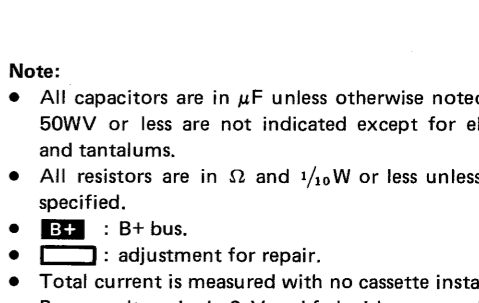 Note:
● All capacitors are in μF unless otherwise noted
50WV or less are not indicated except for el
and tantalums.
● All resistors are in Ω and 1/10W or less unless
specified.
● B+ : B+ bus.
● : adjustment for repair.
● Total current is measured with no cassette insta